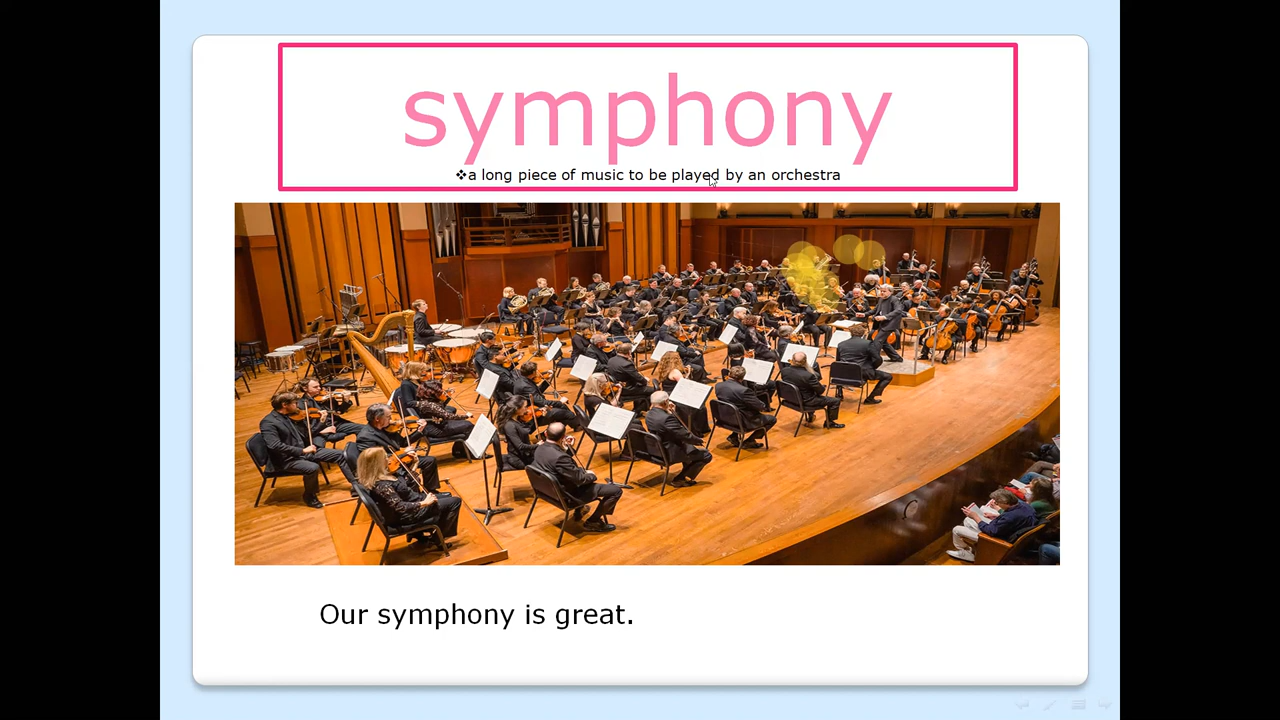 symphony
❖a long piece of music to be played by an orchestra
Our symphony is great.